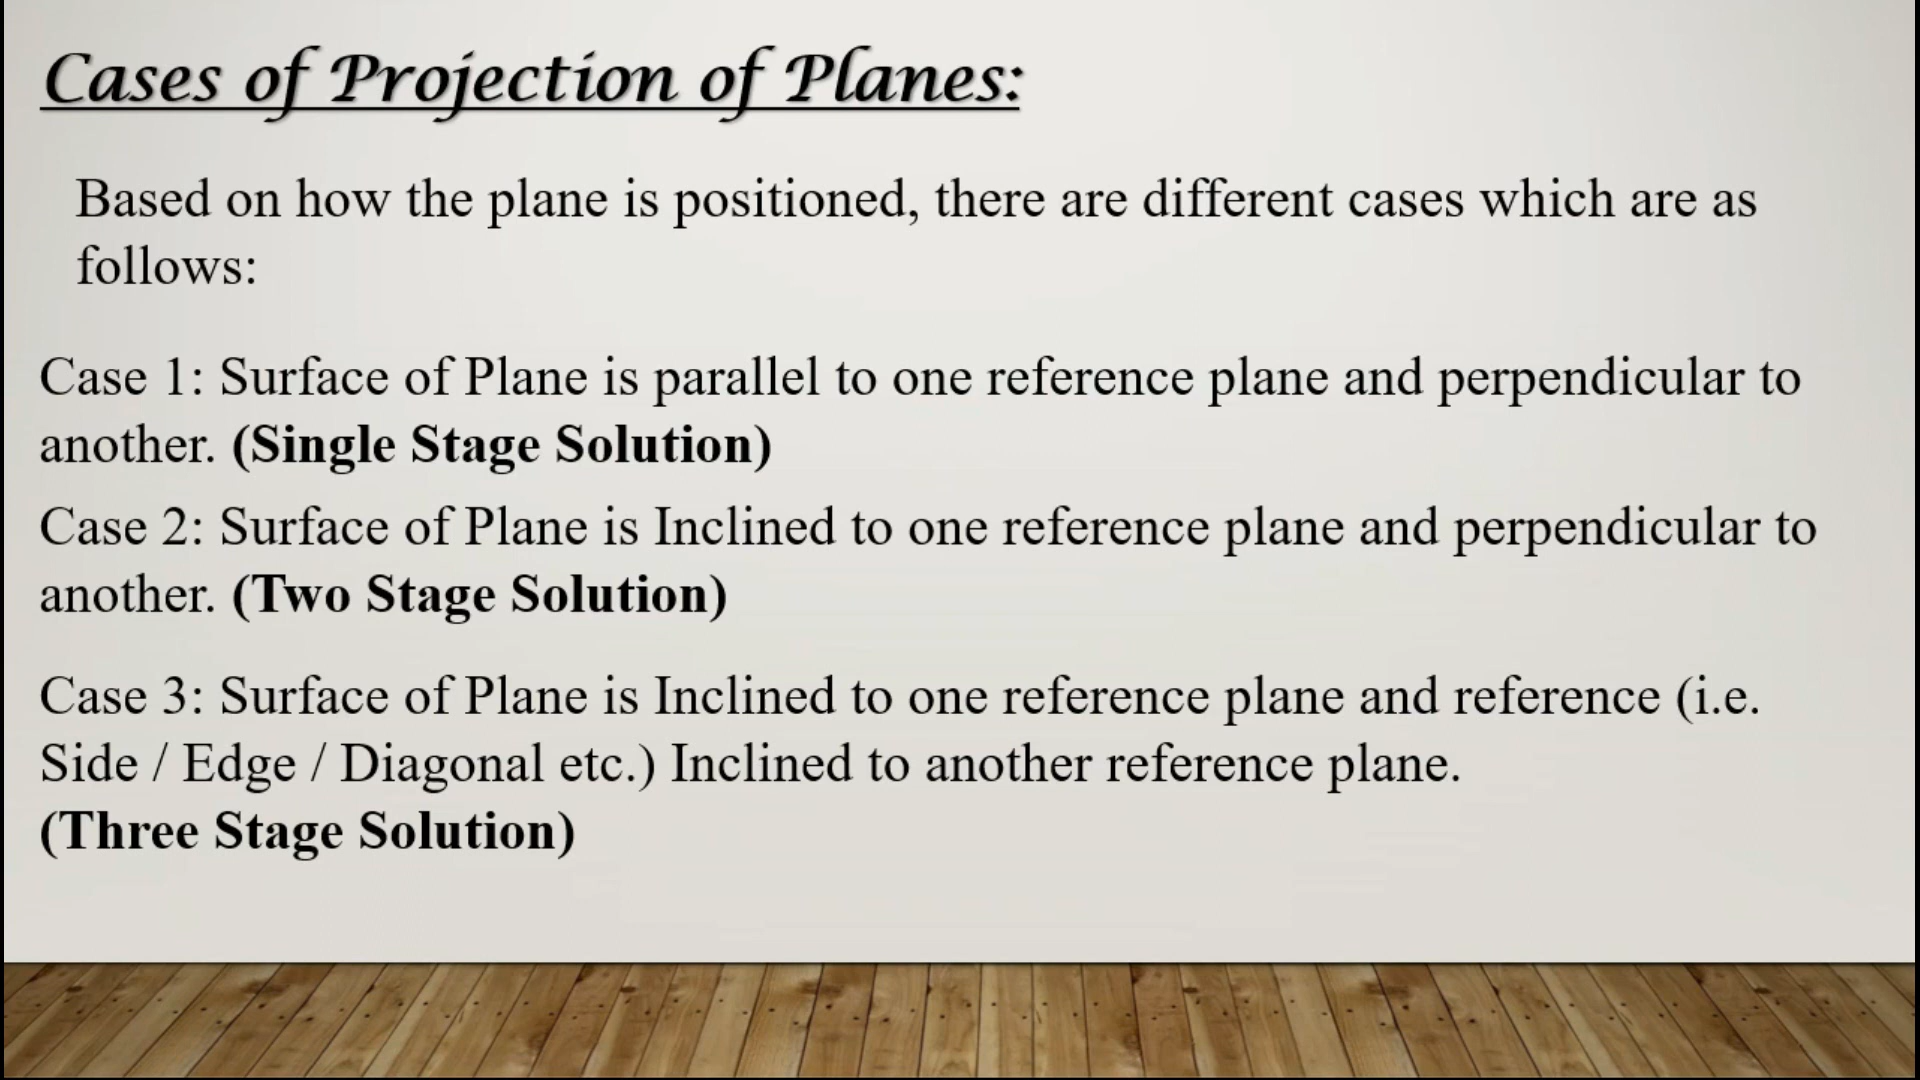 Cases of Projection of Planes:
Based on how the plane is positioned, there are different cases which are as
follows:
Case 1: Surface of Plane is parallel to one reference plane and perpendicular to
another. (Single Stage Solution)
Case 2: Surface of Plane is Inclined to one reference plane and perpendicular to
another. (Two Stage Solution)
Case 3: Surface of Plane is Inclined to one reference plane and reference (i.e.
Side / Edge / Diagonal etc.) Inclined to another reference plane.
(Three Stage Solution)